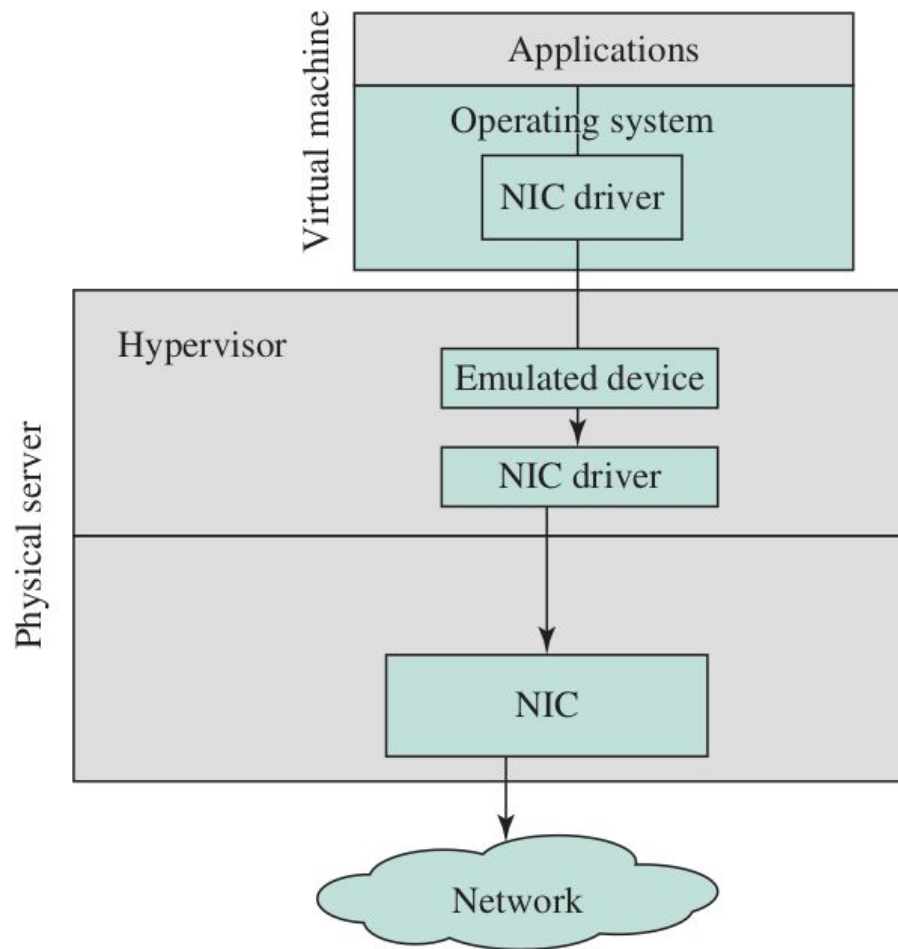 Virtual machine
Applications
Operating system
NIC driver
Physical server
Hypervisor
Emulated device
NIC driver
NIC
Network